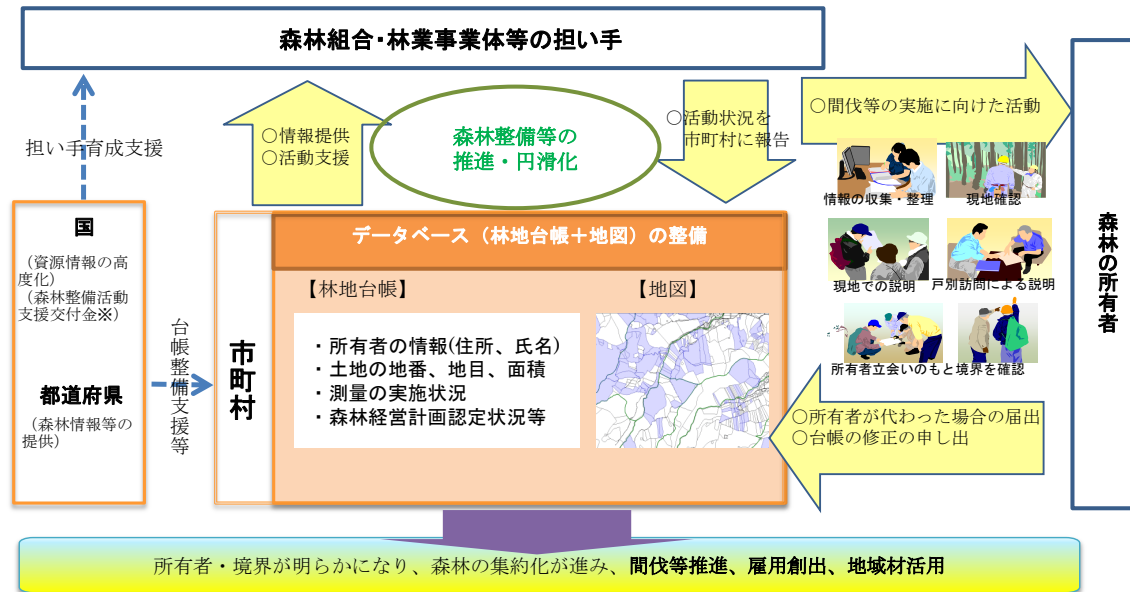 森林組合・林業事業体等の担い手
担い手育成支援
○情報提供
○活動支援
森林整備等の
推進・円滑化
○活動状況を
市町村に報告
○間伐等の実施に向けた活動
情報の収集・整理
現地確認
現地での説明
戸別訪問による説明
所有者立会いのもと境界を確認
森林の所有者
国
（資源情報の高
度化）
（森林整備活動
支援交付金※）
都道府県
（森林情報等の
提供）
台帳整備支援等
市町村
データベース（林地台帳＋地図）の整備
【林地台帳】
・所有者の情報(住所、氏名)
・土地の地番、地目、面積
・測量の実施状況
・森林経営計画認定状況等
【地図】
○所有者が代わった場合の届出
○台帳の修正の申し出
所有者・境界が明らかになり、森林の集約化が進み、間伐等推進、雇用創出、地域材活用